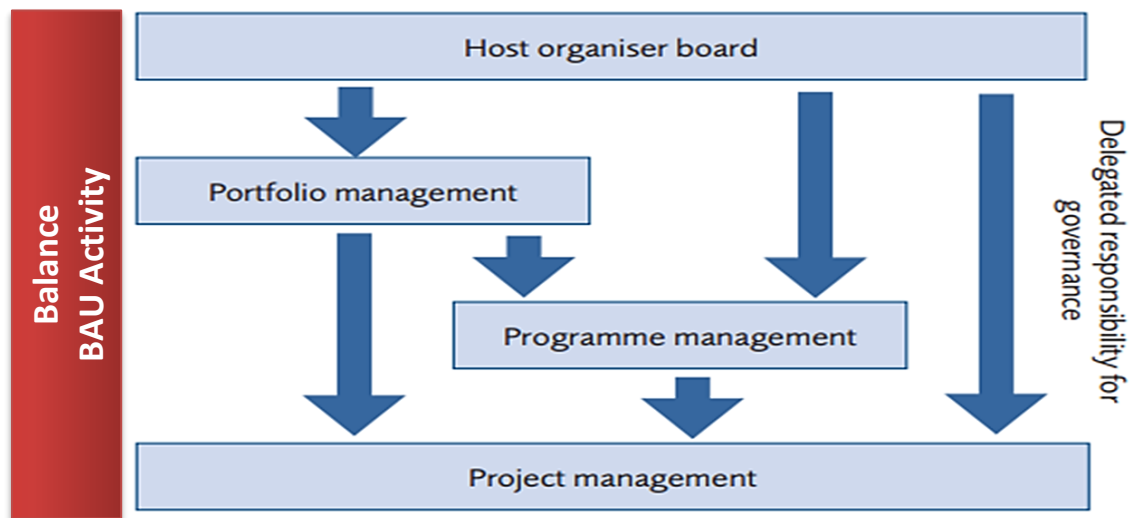 Host organiser board
Portfolio management
Programme management
Project management
Balance
BAU Activity
Delegated responsibility for
governance